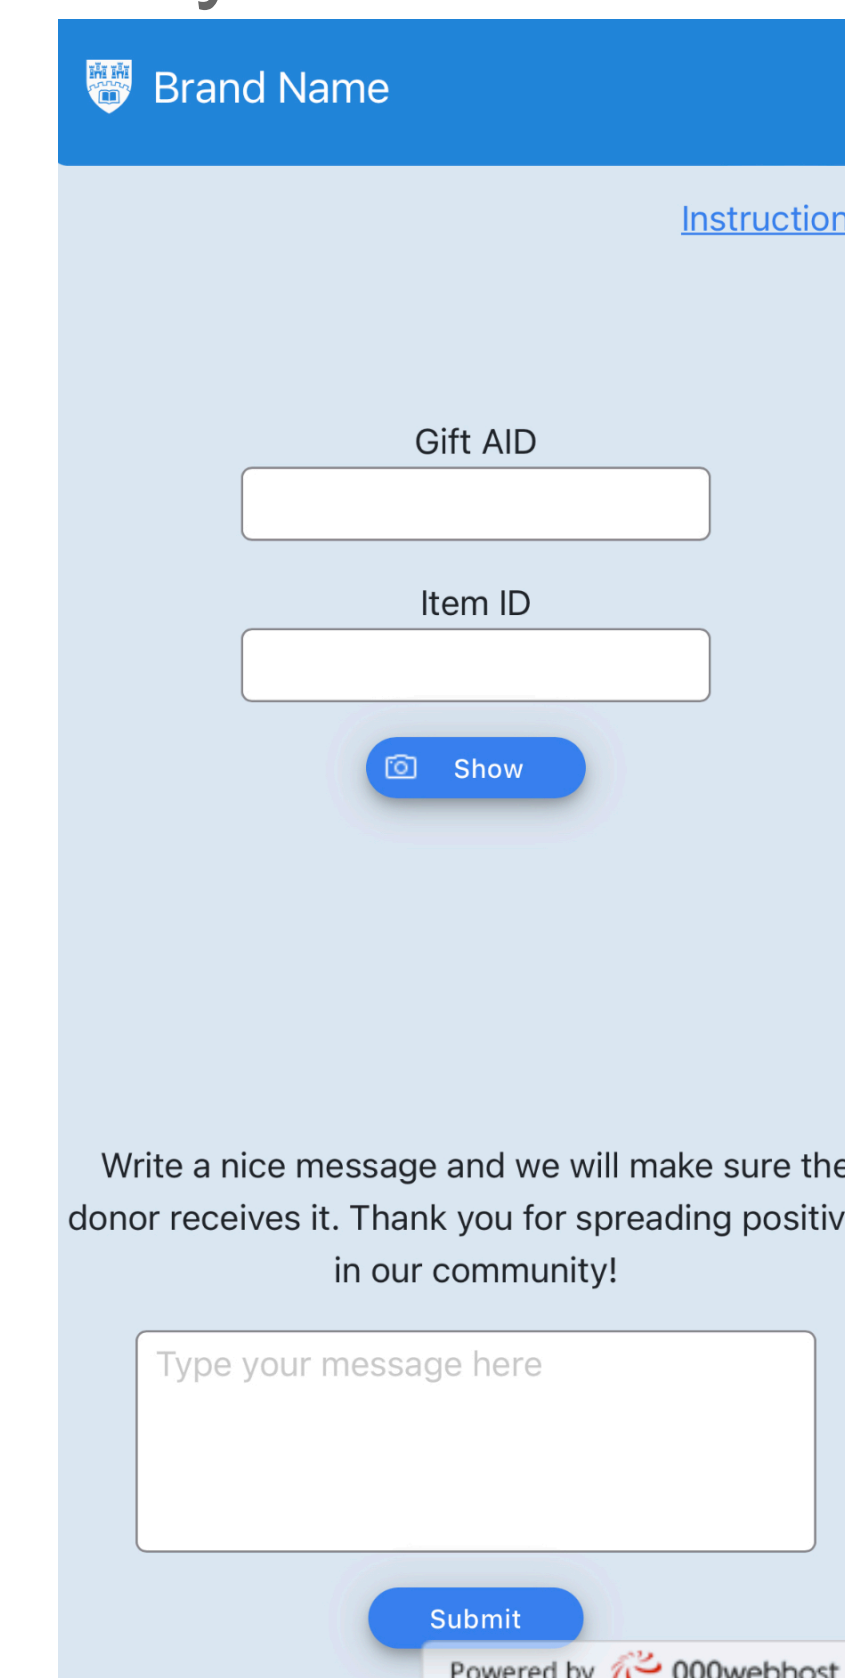 Brand Name
Instruction
Gift AID
Item ID
Show
Write a nice message and we will make sure the
donor receives it. Thank you for spreading positiv
in our community!
Type your message here
Submit
Powered by 000webhost